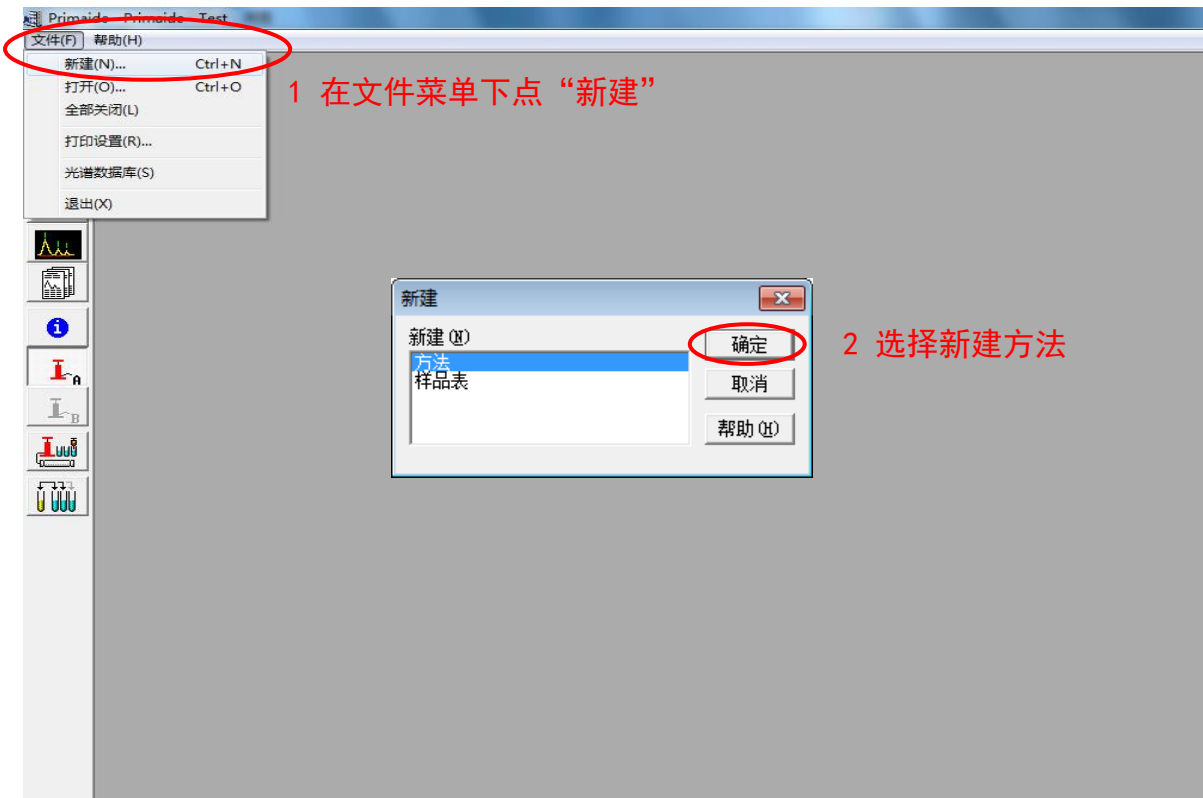 Primaide - Primaide - Test
文件(F) 帮助(H)
新建(N)... Ctrl+N
打开(O)... Ctrl+O
全部关闭(L)
打印设置(R)...
光谱数据库(S)
退出(X)
1 在文件菜单下点“新建”
新建
新建(N)
方法
样品表
确定
取消
帮助(H)
2 选择新建方法
A
B